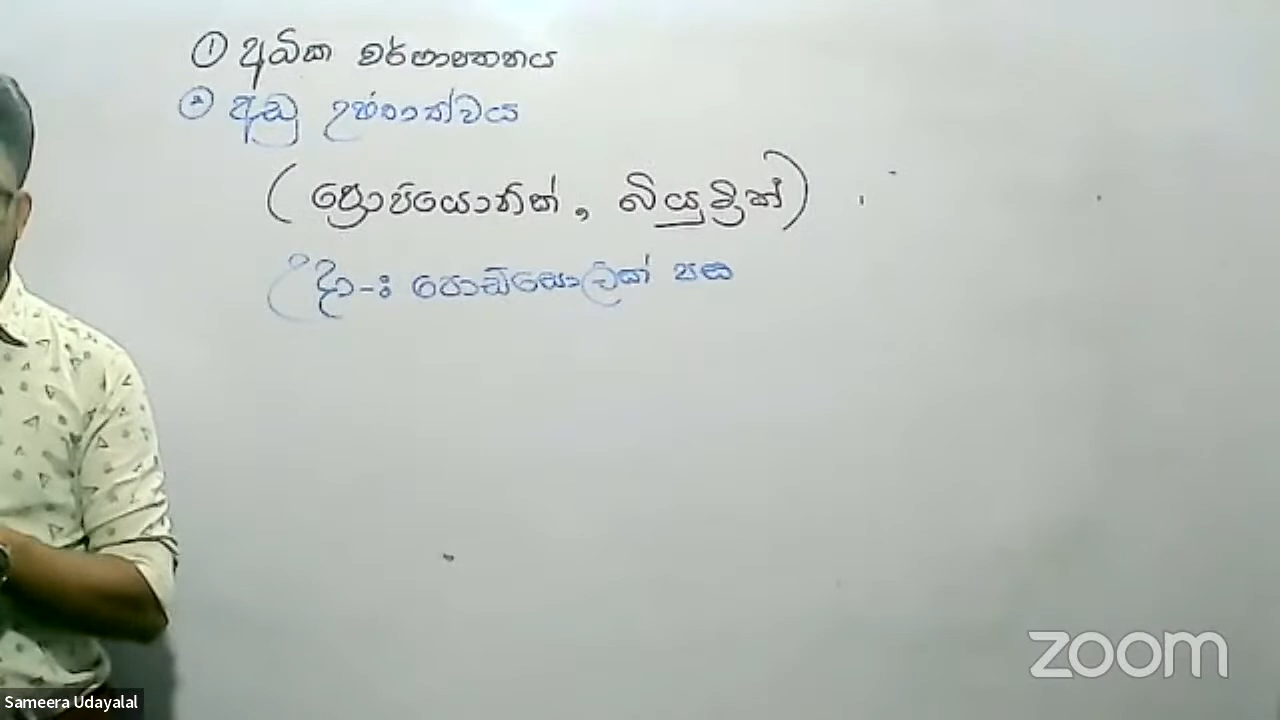 ① අධික වර්ෂාපතනය
② අඩු උෂ්ණත්වය
(ප්‍රොපියොනික්, බියුට්‍රික්)
උදා-: පොඩ්සොලික් පස
zoom
Sameera Udayalal